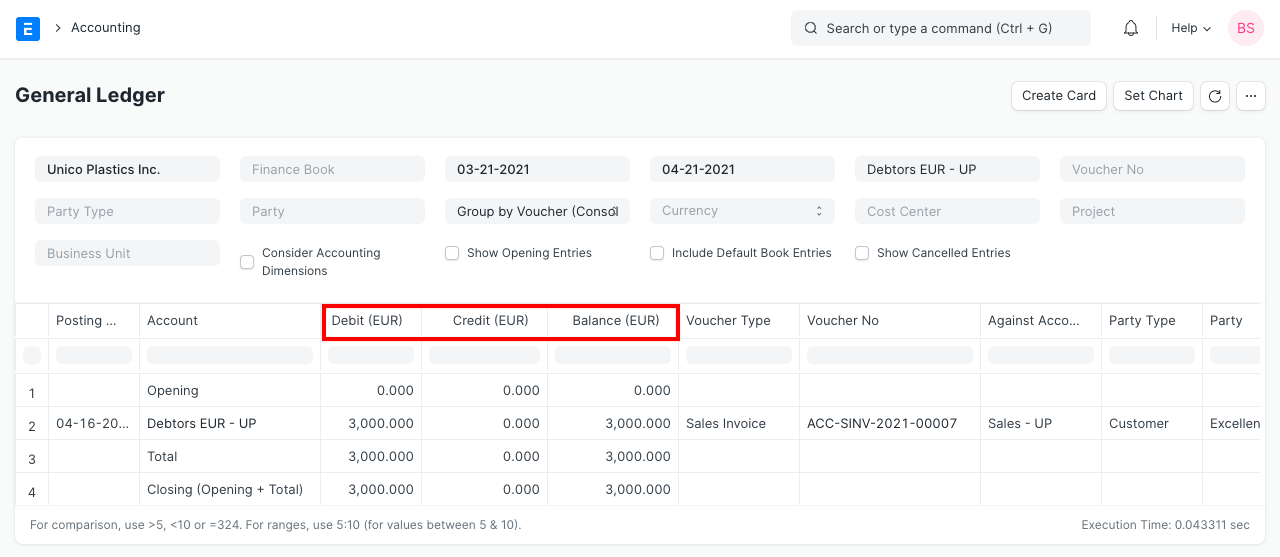 E > Accounting Search or type a command (Ctrl + G) Help BS
General Ledger Create Card Set Chart ...
Unico Plastics Inc. Finance Book 03-21-2021 04-21-2021 Debtors EUR - UP Voucher No
Party Type Party Group by Voucher (Consol Currency Cost Center Project
Business Unit Consider Accounting Dimensions Show Opening Entries Include Default Book Entries Show Cancelled Entries
Posting ... Account Debit (EUR) Credit (EUR) Balance (EUR) Voucher Type Voucher No Against Acco... Party Type Party
1 Opening 0.000 0.000 0.000
2 04-16-20... Debtors EUR - UP 3,000.000 0.000 3,000.000 Sales Invoice ACC-SINV-2021-00007 Sales - UP Customer Excellen
3 Total 3,000.000 0.000 3,000.000
4 Closing (Opening + Total) 3,000.000 0.000 3,000.000
For comparison, use >5, <10 or =324. For ranges, use 5:10 (for values between 5 & 10). Execution Time: 0.043311 sec